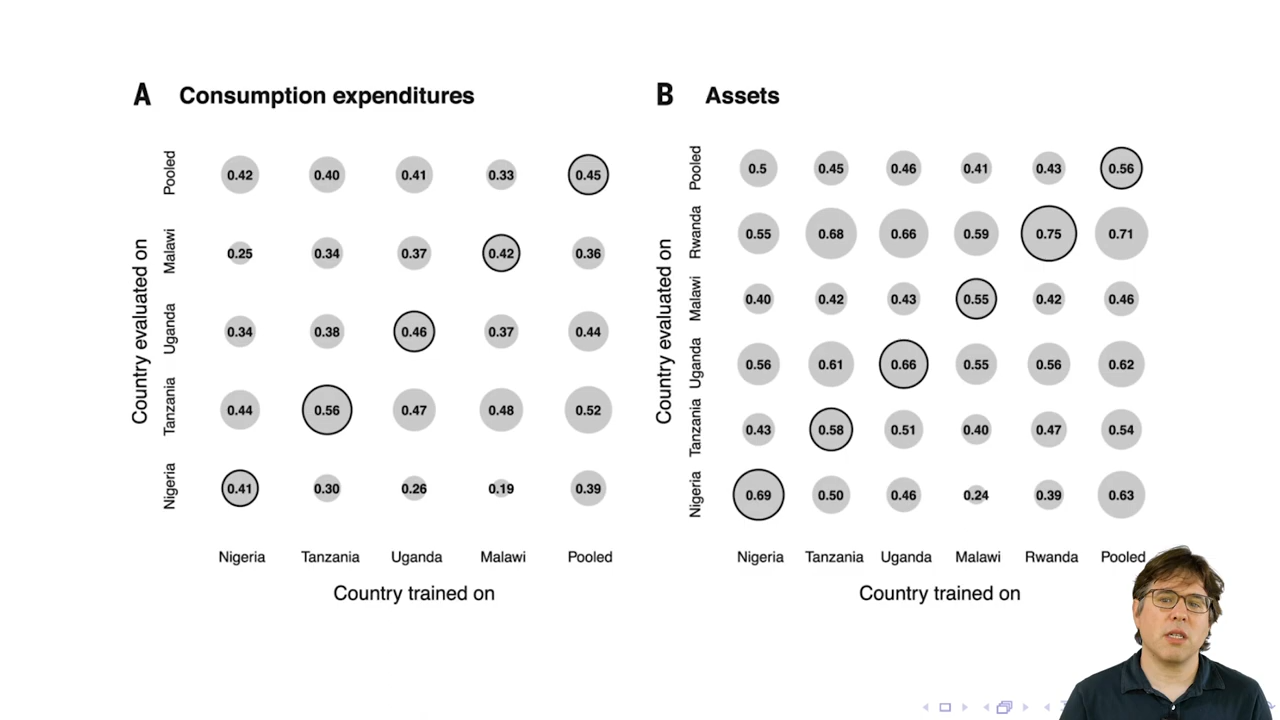 A Consumption expenditures
Pooled 0.42 0.40 0.41 0.33 0.45
Malawi 0.25 0.34 0.37 0.42 0.36
Uganda 0.34 0.38 0.46 0.37 0.44
Tanzania 0.44 0.56 0.47 0.48 0.52
Nigeria 0.41 0.30 0.26 0.19 0.39
Country evaluated on
Nigeria Tanzania Uganda Malawi Pooled
Country trained on
B Assets
Pooled 0.5 0.45 0.46 0.41 0.43 0.56
Rwanda 0.55 0.68 0.66 0.59 0.75 0.71
Malawi 0.40 0.42 0.43 0.55 0.42 0.46
Uganda 0.56 0.61 0.66 0.55 0.56 0.62
Tanzania 0.43 0.58 0.51 0.40 0.47 0.54
Nigeria 0.69 0.50 0.46 0.24 0.39 0.63
Country evaluated on
Nigeria Tanzania Uganda Malawi Rwanda Pooled
Country trained on